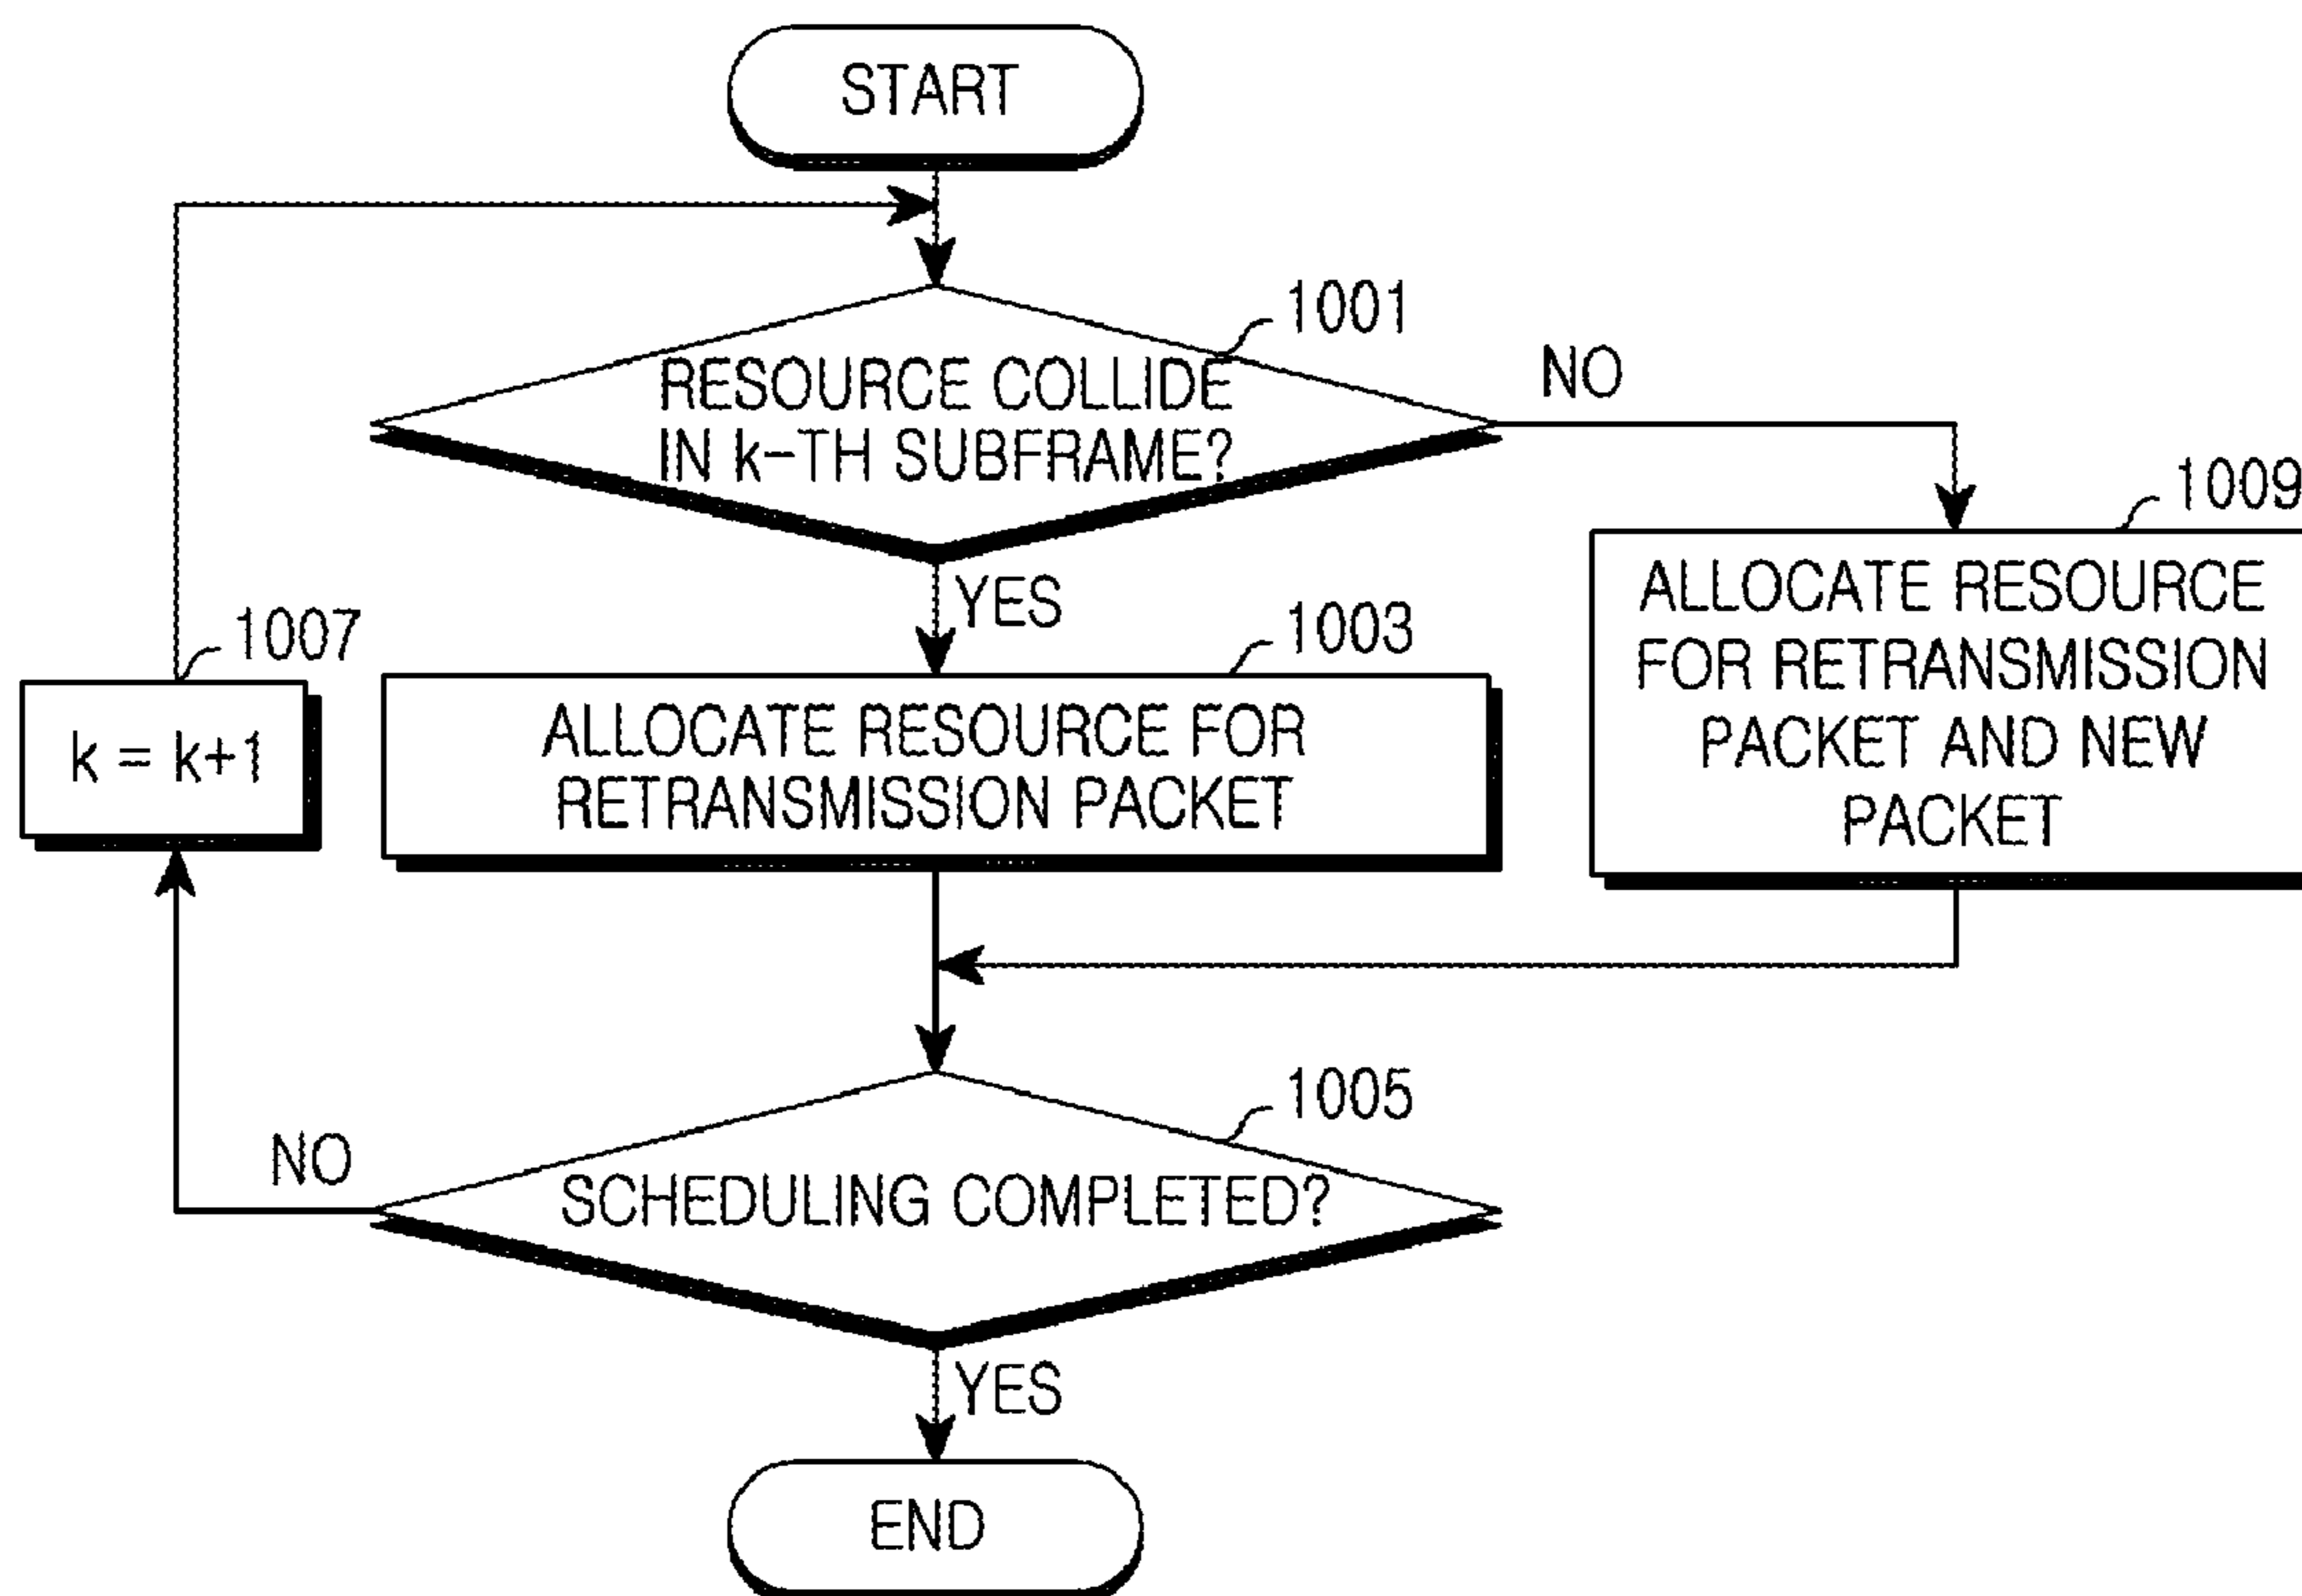 START
1001
RESOURCE COLLIDE
IN k-TH SUBFRAME?
NO
YES
1009
ALLOCATE RESOURCE
FOR RETRANSMISSION
PACKET AND NEW
PACKET
1007
k = k+1
1003
ALLOCATE RESOURCE FOR
RETRANSMISSION PACKET
1005
SCHEDULING COMPLETED?
NO
YES
END